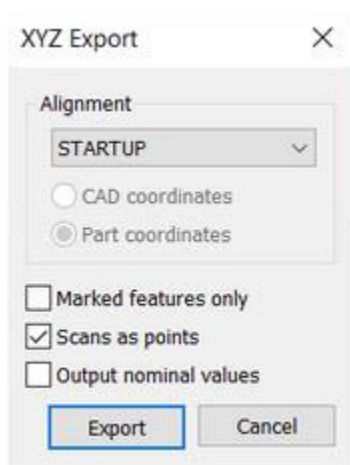 XYZ Export
Alignment
STARTUP
CAD coordinates
Part coordinates
Marked features only
Scans as points
Output nominal values
Export Cancel